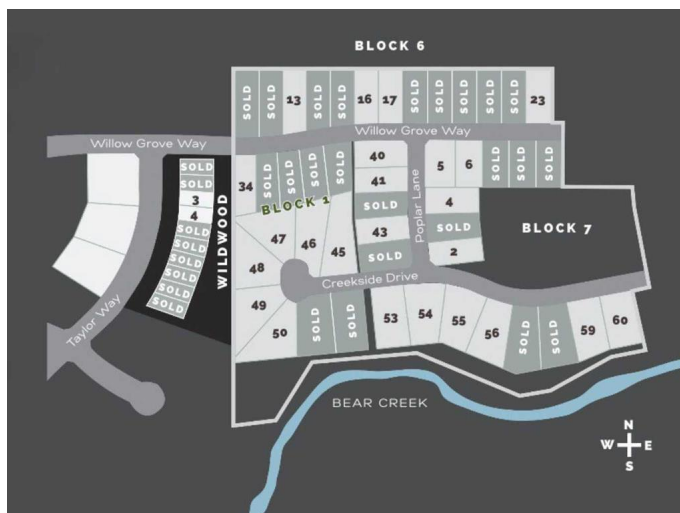 BLOCK 6
SOLD SOLD 13 SOLD SOLD 16 17 SOLD SOLD SOLD SOLD SOLD 23
Willow Grove Way
Willow Grove Way
SOLD
SOLD
3
4
SOLD
SOLD
SOLD
SOLD
SOLD
SOLD
WILDWOOD
34 SOLD SOLD SOLD SOLD
BLOCK 1
40
41
SOLD
43
SOLD
Poplar Lane
5 6 SOLD SOLD SOLD
4
SOLD
2
BLOCK 7
47 46 45
48
49
50 SOLD SOLD
Creekside Drive
53 54 55 56 SOLD SOLD 59 60
Taylor Way
BEAR CREEK
N
W E
S